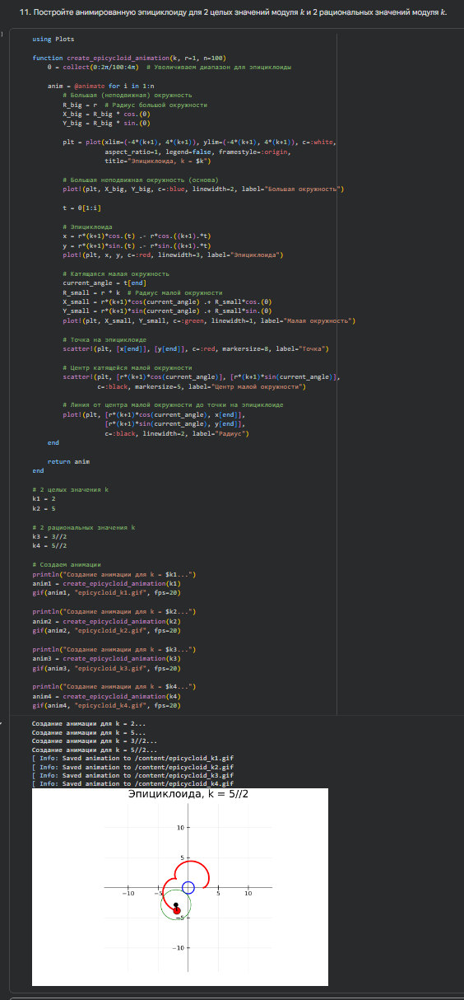 11. Постройте анимированную эпициклоиду для 2 целых значений модуля k и 2 рациональных значений модуля k.
using Plots
function create_epicycloid_animation(k, r=1, n=100)
θ = collect(0:2π/100:4π) # Увеличиваем диапазон для эпициклоиды
anim = @animate for i in 1:n
# Большая (неподвижная) окружность
R_big = r # Радиус большой окружности
X_big = R_big * cos.(θ)
Y_big = R_big * sin.(θ)
plt = plot(xlim=(-4*(k+1), 4*(k+1)), ylim=(-4*(k+1), 4*(k+1)), c=:white,
aspect_ratio=1, legend=false, framestyle=:origin,
title="Эпициклоида, k = $k")
# Большая неподвижная окружность (основа)
plot!(plt, X_big, Y_big, c=:blue, linewidth=2, label="Большая окружность")
t = θ[1:i]
# Эпициклоида
x = r*(k+1)*cos.(t) .- r*cos.((k+1).*t)
y = r*(k+1)*sin.(t) .- r*sin.((k+1).*t)
plot!(plt, x, y, c=:red, linewidth=3, label="Эпициклоида")
# Катящаяся малая окружность
current_angle = t[end]
R_small = r * k # Радиус малой окружности
X_small = r*(k+1)*cos(current_angle) .+ R_small*cos.(θ)
Y_small = r*(k+1)*sin(current_angle) .+ R_small*sin.(θ)
plot!(plt, X_small, Y_small, c=:green, linewidth=1, label="Малая окружность")
# Точка на эпициклоиде
scatter!(plt, [x[end]], [y[end]], c=:red, markersize=8, label="Точка")
# Центр катящейся малой окружности
scatter!(plt, [r*(k+1)*cos(current_angle)], [r*(k+1)*sin(current_angle)],
c=:black, markersize=5, label="Центр малой окружности")
# Линия от центра малой окружности до точки на эпициклоиде
plot!(plt, [r*(k+1)*cos(current_angle), x[end]],
[r*(k+1)*sin(current_angle), y[end]],
c=:black, linewidth=2, label="Радиус")
end
return anim
end
# 2 целых значения k
k1 = 2
k2 = 5
# 2 рациональных значения k
k3 = 3//2
k4 = 5//2
# Создаем анимации
println("Создание анимации для k = $k1...")
anim1 = create_epicycloid_animation(k1)
gif(anim1, "epicycloid_k1.gif", fps=20)
println("Создание анимации для k = $k2...")
anim2 = create_epicycloid_animation(k2)
gif(anim2, "epicycloid_k2.gif", fps=20)
println("Создание анимации для k = $k3...")
anim3 = create_epicycloid_animation(k3)
gif(anim3, "epicycloid_k3.gif", fps=20)
println("Создание анимации для k = $k4...")
anim4 = create_epicycloid_animation(k4)
gif(anim4, "epicycloid_k4.gif", fps=20)
Создание анимации для k = 2...
Создание анимации для k = 5...
Создание анимации для k = 3//2...
Создание анимации для k = 5//2...
[ Info: Saved animation to /content/epicycloid_k1.gif
[ Info: Saved animation to /content/epicycloid_k2.gif
[ Info: Saved animation to /content/epicycloid_k3.gif
[ Info: Saved animation to /content/epicycloid_k4.gif
Эпициклоида, k = 5//2
10
5
−10 −5 5 10
−5
−10